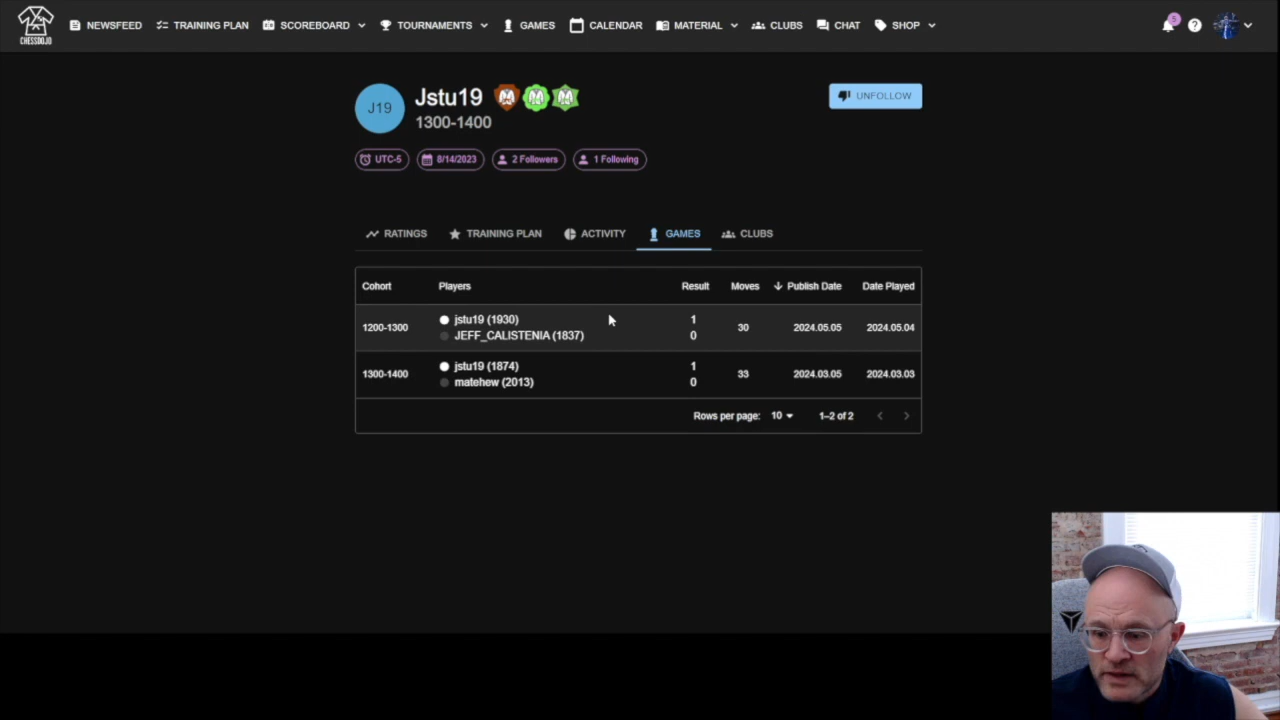 CHESSDOJO NEWSFEED TRAINING PLAN SCOREBOARD TOURNAMENTS GAMES CALENDAR MATERIAL CLUBS CHAT SHOP 5
J19 Jstu19 UNFOLLOW
1300-1400
UTC-5 8/14/2023 2 Followers 1 Following
RATINGS TRAINING PLAN ACTIVITY GAMES CLUBS
Cohort Players Result Moves Publish Date Date Played
1200-1300 jstu19 (1930) 1 30 2024.05.05 2024.05.04
JEFF_CALISTENIA (1837) 0
1300-1400 jstu19 (1874) 1 33 2024.03.05 2024.03.03
matehew (2013) 0
Rows per page: 10 1–2 of 2